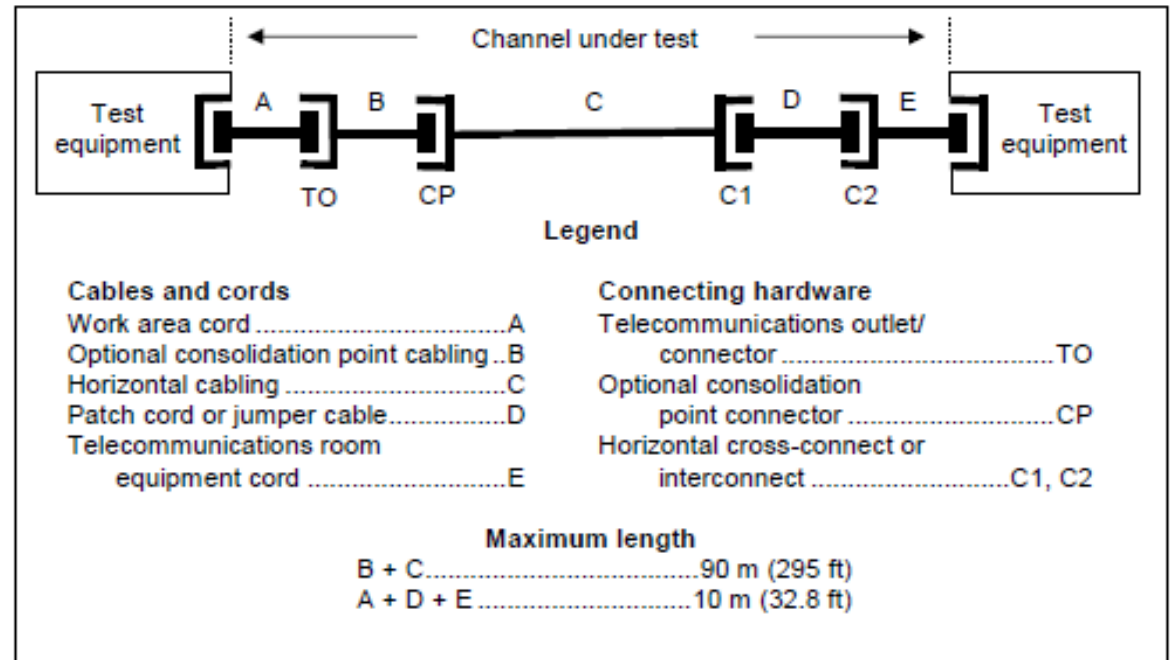 Channel under test
Test equipment
A
B
C
D
E
Test equipment
TO
CP
C1
C2
Legend
Cables and cords
Work area cord ..................................A
Optional consolidation point cabling ..B
Horizontal cabling ..............................C
Patch cord or jumper cable................D
Telecommunications room
equipment cord ...........................E
Connecting hardware
Telecommunications outlet/
connector .....................................TO
Optional consolidation
point connector ............................CP
Horizontal cross-connect or
interconnect ...........................C1, C2
Maximum length
B + C.....................................90 m (295 ft)
A + D + E .............................10 m (32.8 ft)